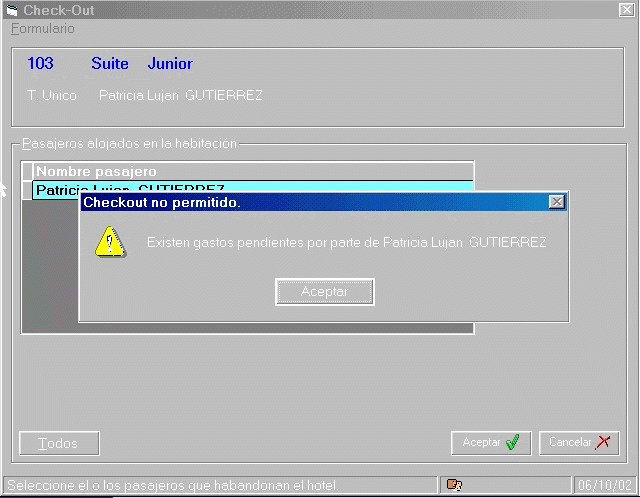 Check-Out
Formulario
103 Suite Junior
T. Unico Patricia Lujan GUTIERREZ
Pasajeros alojados en la habitación
Nombre pasajero
Patricia Lujan GUTIERREZ
Checkout no permitido.
Existen gastos pendientes por parte de Patricia Lujan GUTIERREZ
Aceptar
Todos
Aceptar
Cancelar
Seleccione el o los pasajeros que habandonan el hotel.
06/10/02